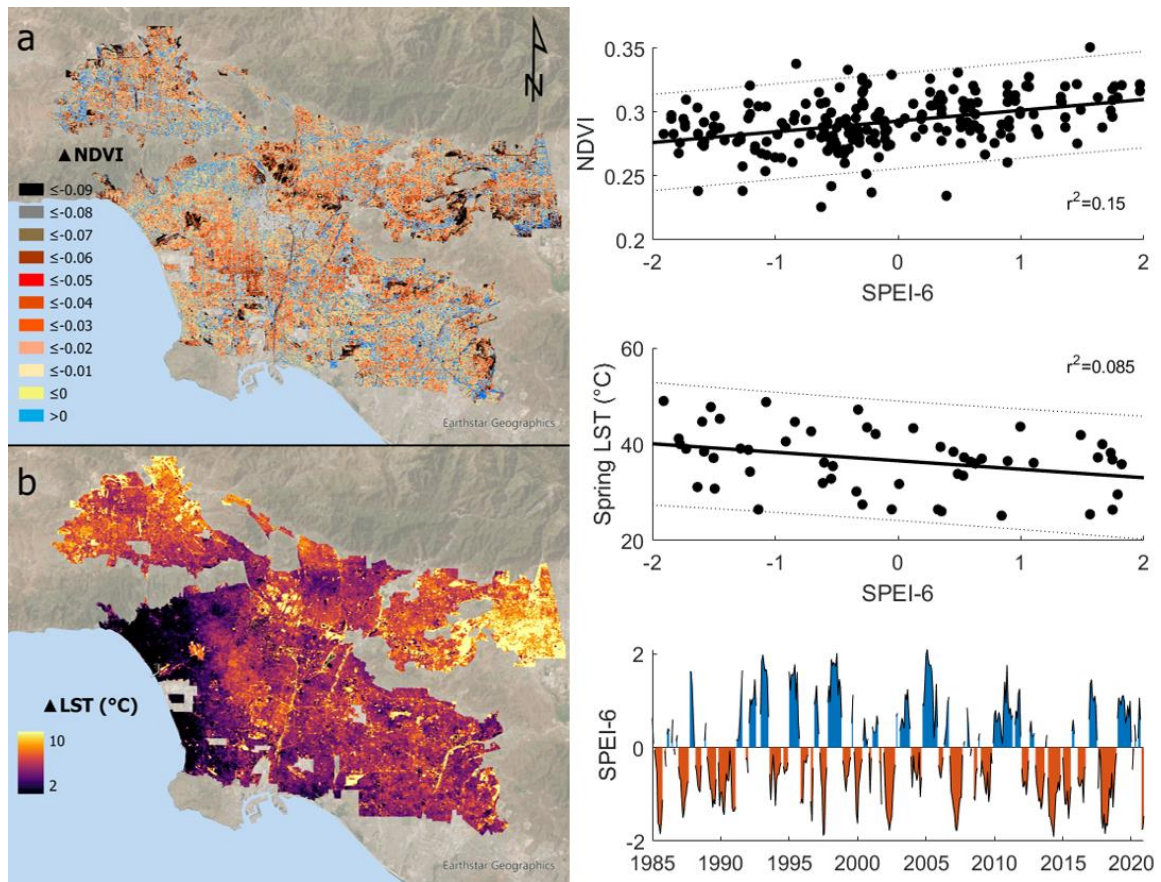 a
N
▲NDVI
≤-0.09
≤-0.08
≤-0.07
≤-0.06
≤-0.05
≤-0.04
≤-0.03
≤-0.02
≤-0.01
≤0
>0
Earthstar Geographics
b
▲LST (°C)
10
2
Earthstar Geographics
0.35
0.3
0.25
0.2
NDVI
r²=0.15
-2 -1 0 1 2
SPEI-6
60
40
20
Spring LST (°C)
r²=0.085
-2 -1 0 1 2
SPEI-6
2
0
-2
SPEI-6
1985 1990 1995 2000 2005 2010 2015 2020